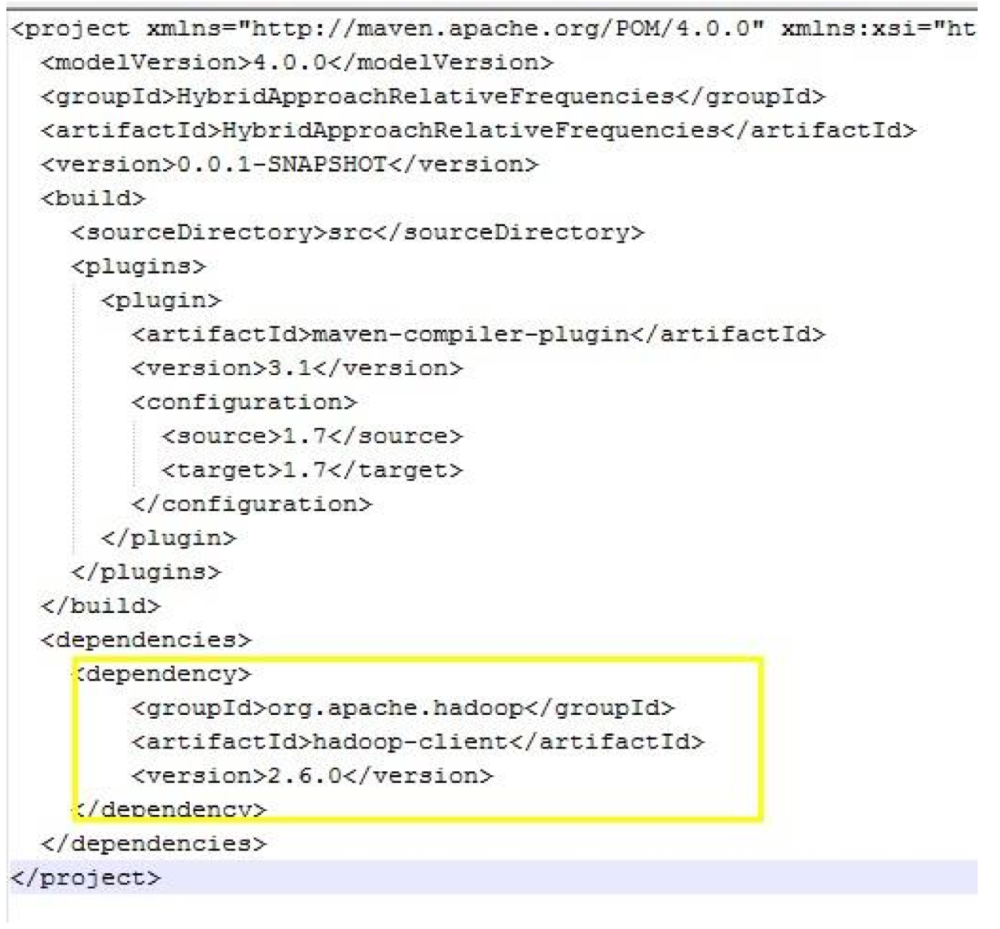 <project xmlns="http://maven.apache.org/POM/4.0.0" xmlns:xsi="ht
<modelVersion>4.0.0</modelVersion>
<groupId>HybridApproachRelativeFrequencies</groupId>
<artifactId>HybridApproachRelativeFrequencies</artifactId>
<version>0.0.1-SNAPSHOT</version>
<build>
<sourceDirectory>src</sourceDirectory>
<plugins>
<plugin>
<artifactId>maven-compiler-plugin</artifactId>
<version>3.1</version>
<configuration>
<source>1.7</source>
<target>1.7</target>
</configuration>
</plugin>
</plugins>
</build>
<dependencies>
<dependency>
<groupId>org.apache.hadoop</groupId>
<artifactId>hadoop-client</artifactId>
<version>2.6.0</version>
</dependency>
</dependencies>
</project>